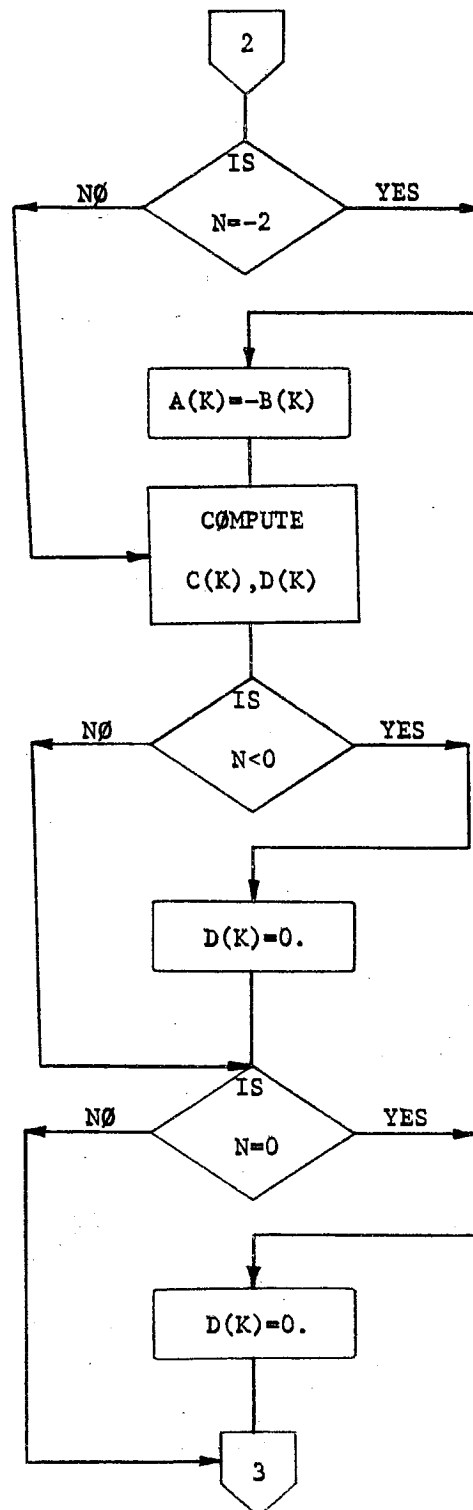 2
IS
NØ YES
N=-2
A(K)=-B(K)
CØMPUTE
C(K),D(K)
IS
NØ YES
N<0
D(K)=0.
IS
NØ YES
N=0
D(K)=0.
3